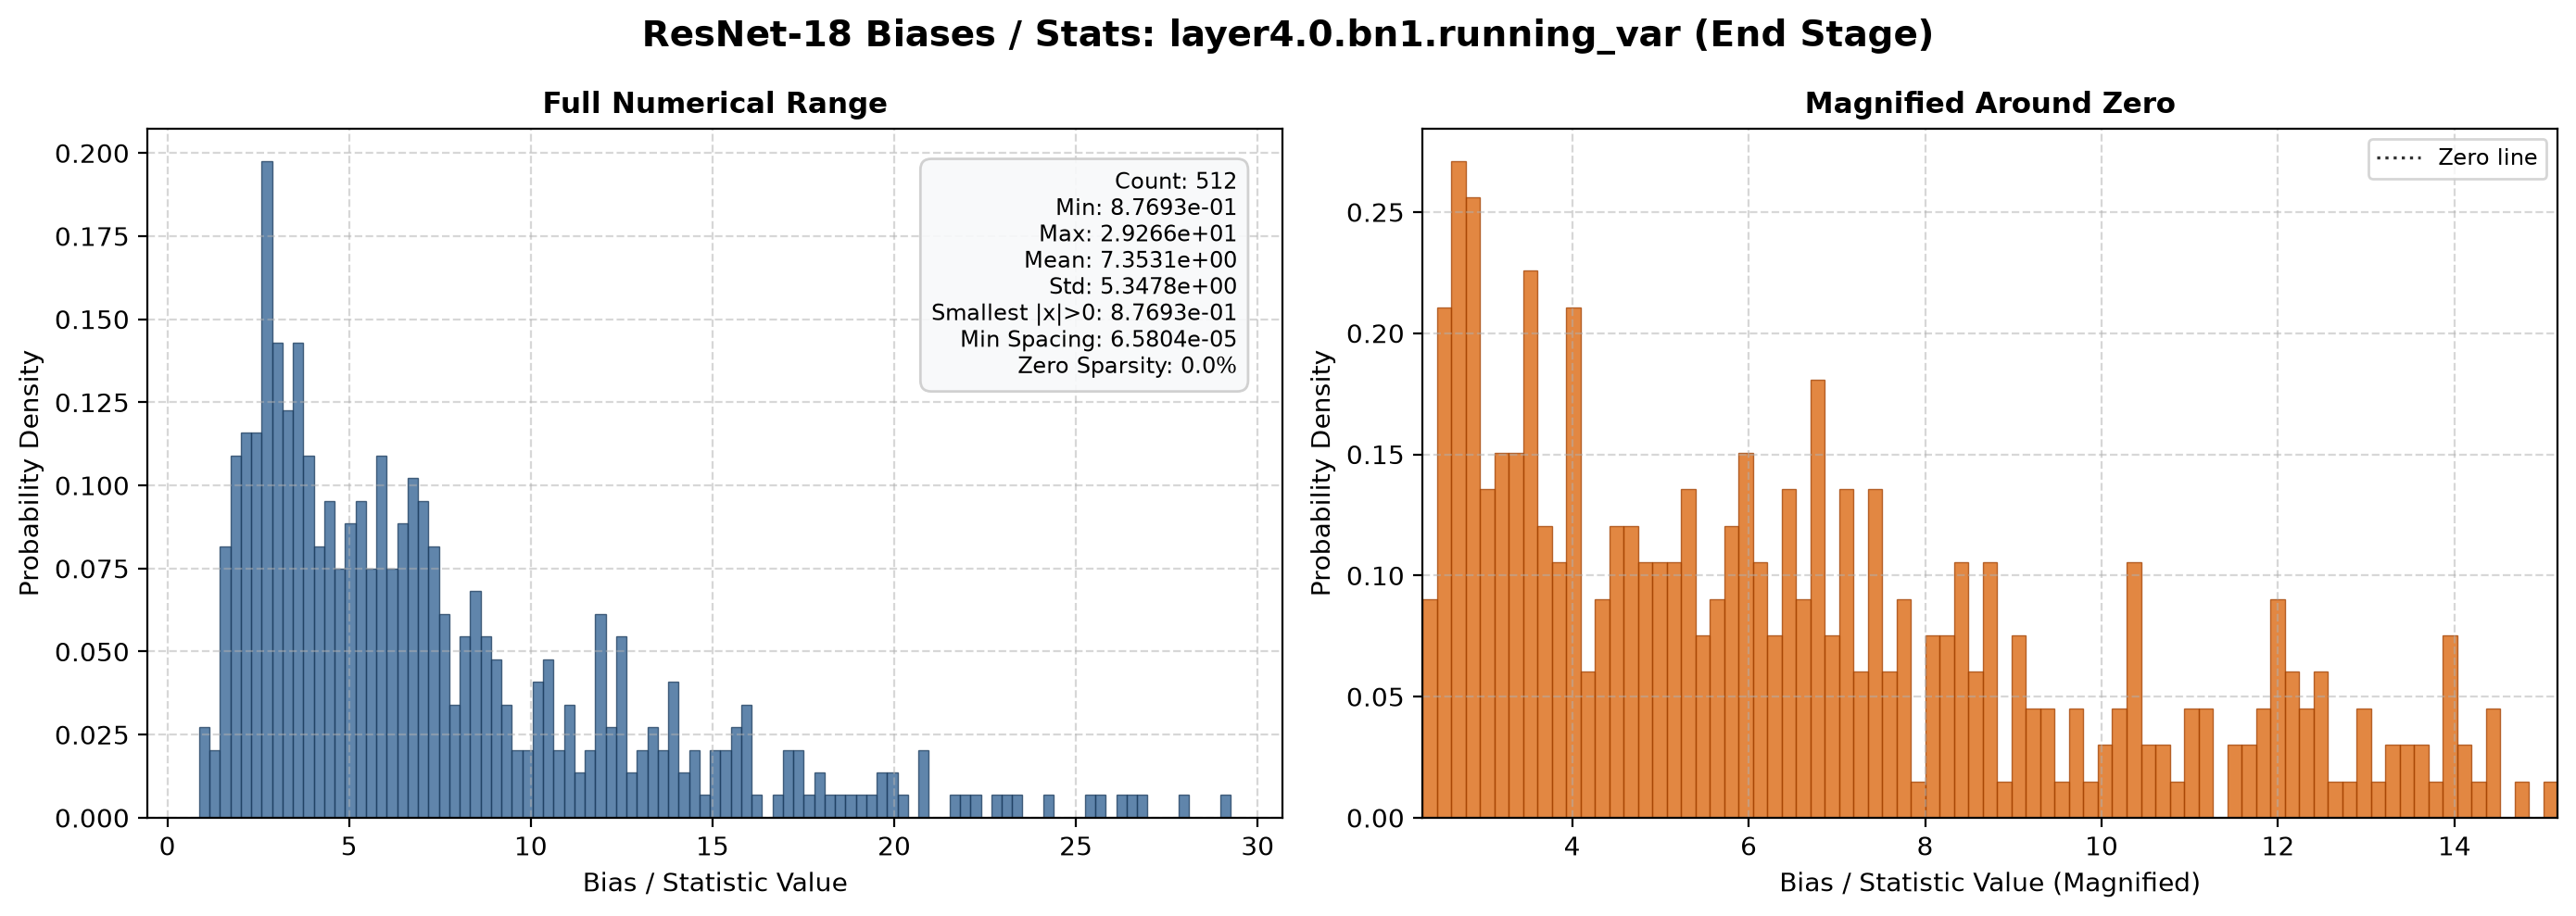 ResNet-18 Biases / Stats: layer4.0.bn1.running_var (End Stage)
Full Numerical Range
Probability Density
0.200
0.175
0.150
0.125
0.100
0.075
0.050
0.025
0.000
Count: 512
Min: 8.7693e-01
Max: 2.9266e+01
Mean: 7.3531e+00
Std: 5.3478e+00
Smallest |x|>0: 8.7693e-01
Min Spacing: 6.5804e-05
Zero Sparsity: 0.0%
0 5 10 15 20 25 30
Bias / Statistic Value
Magnified Around Zero
Probability Density
0.25
0.20
0.15
0.10
0.05
0.00
Zero line
4 6 8 10 12 14
Bias / Statistic Value (Magnified)